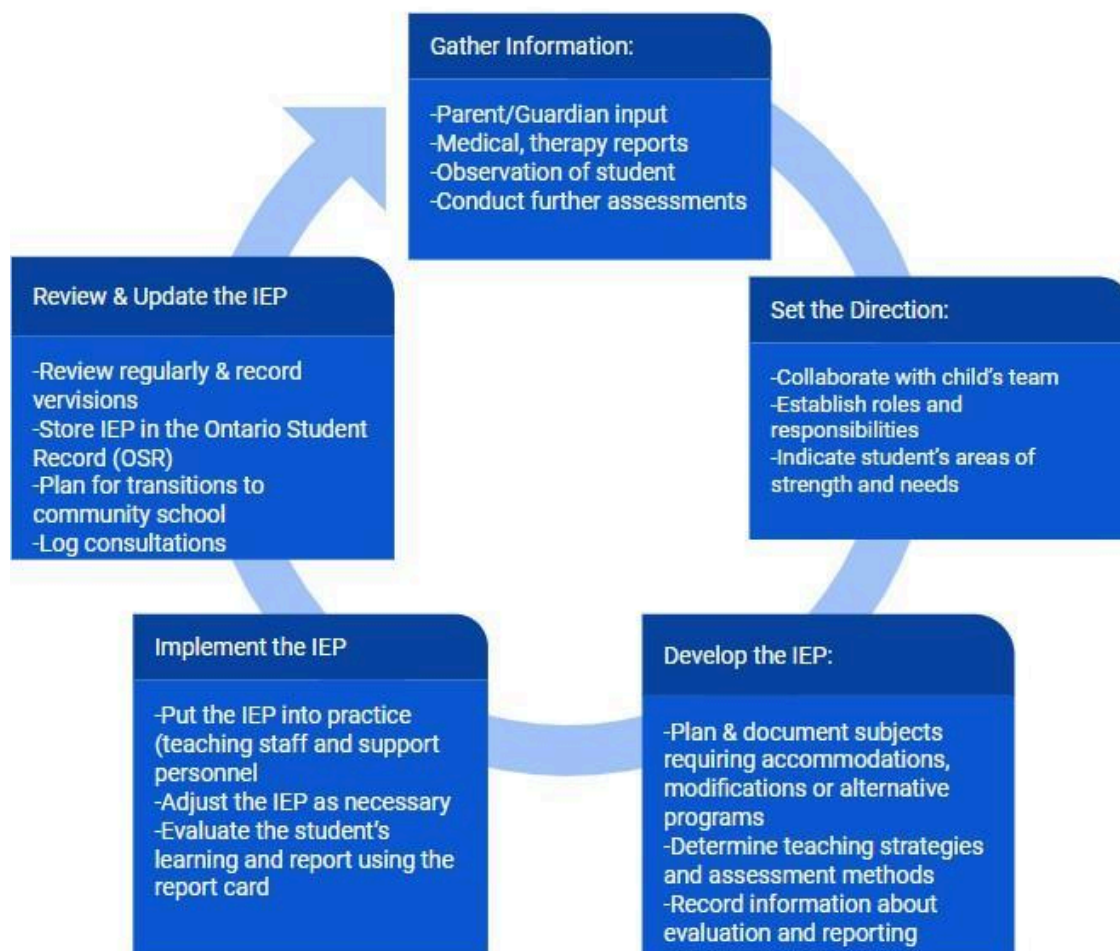 Gather Information:
-Parent/Guardian input
-Medical, therapy reports
-Observation of student
-Conduct further assessments
Set the Direction:
-Collaborate with child's team
-Establish roles and
responsibilities
-Indicate student's areas of
strength and needs
Develop the IEP:
-Plan & document subjects
requiring accommodations,
modifications or alternative
programs
-Determine teaching strategies
and assessment methods
-Record information about
evaluation and reporting
Implement the IEP
-Put the IEP into practice
(teaching staff and support
personnel
-Adjust the IEP as necessary
-Evaluate the student's
learning and report using the
report card
Review & Update the IEP
-Review regularly & record
vervisions
-Store IEP in the Ontario Student
Record (OSR)
-Plan for transitions to
community school
-Log consultations